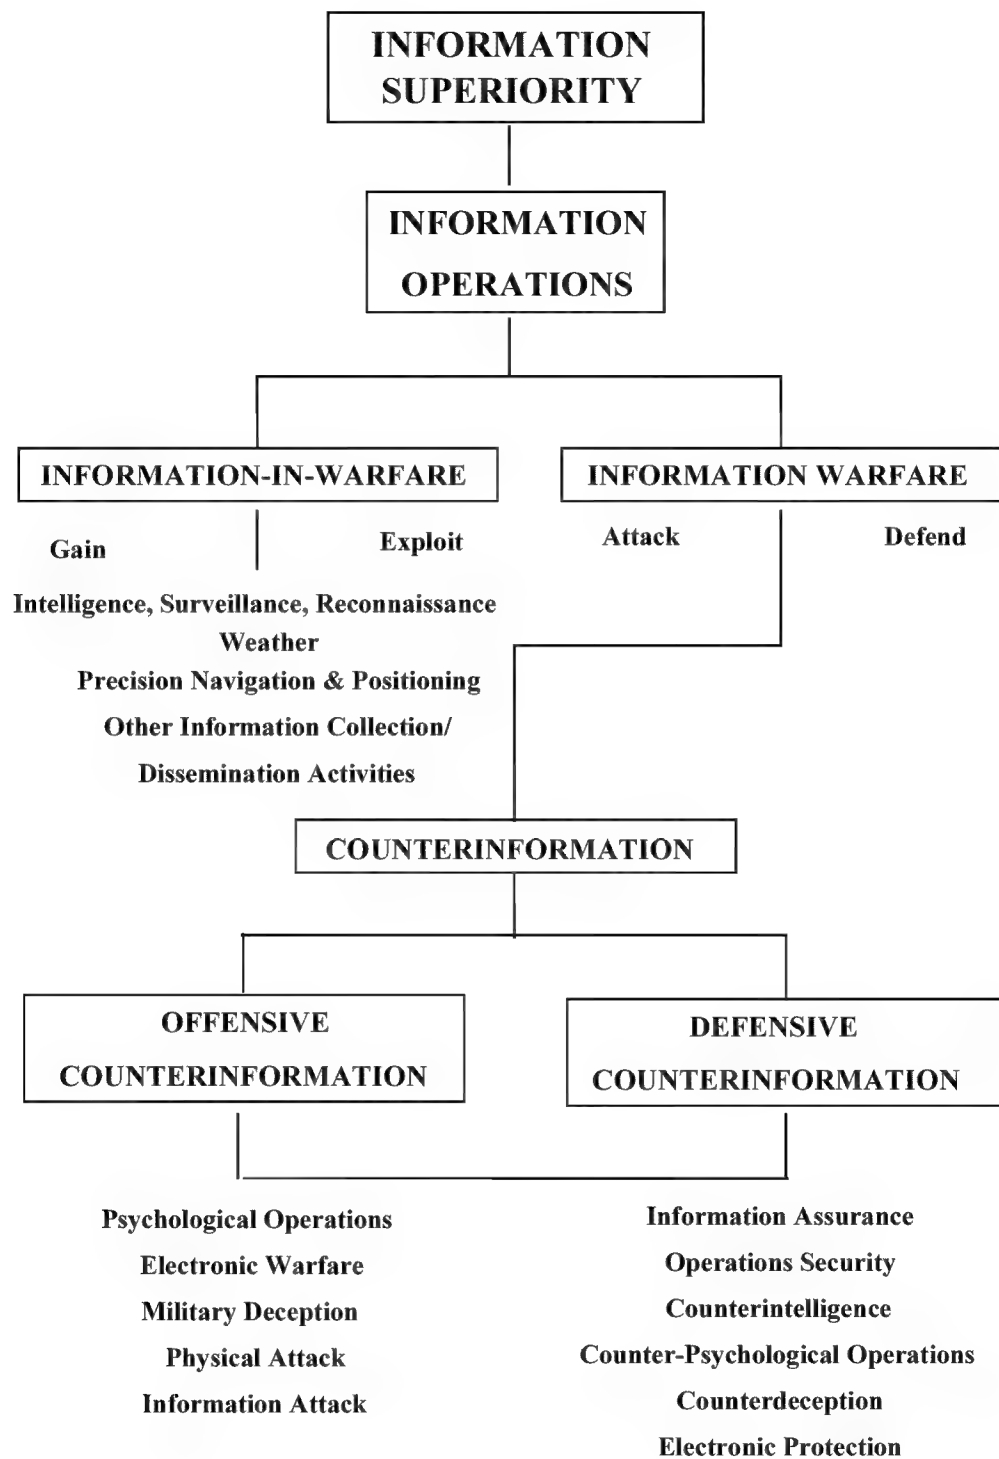 INFORMATION
SUPERIORITY
INFORMATION
OPERATIONS
INFORMATION-IN-WARFARE
Gain
Exploit
Intelligence, Surveillance, Reconnaissance
Weather
Precision Navigation & Positioning
Other Information Collection/
Dissemination Activities
INFORMATION WARFARE
Attack
Defend
COUNTERINFORMATION
OFFENSIVE
COUNTERINFORMATION
DEFENSIVE
COUNTERINFORMATION
Psychological Operations
Electronic Warfare
Military Deception
Physical Attack
Information Attack
Information Assurance
Operations Security
Counterintelligence
Counter-Psychological Operations
Counterdeception
Electronic Protection